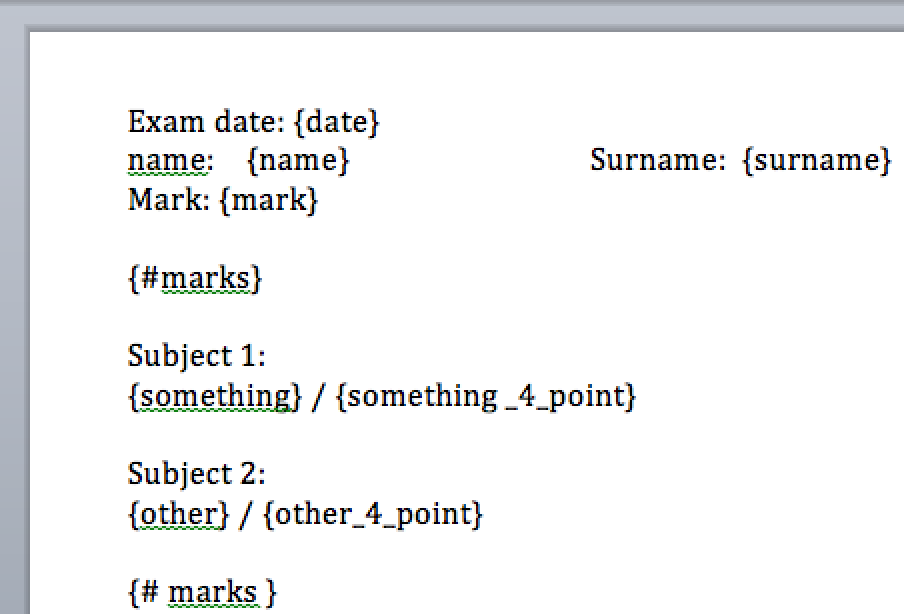 Exam date: {date}
name: {name} Surname: {surname}
Mark: {mark}
{#marks}
Subject 1:
{something} / {something _4_point}
Subject 2:
{other} / {other_4_point}
{# marks }